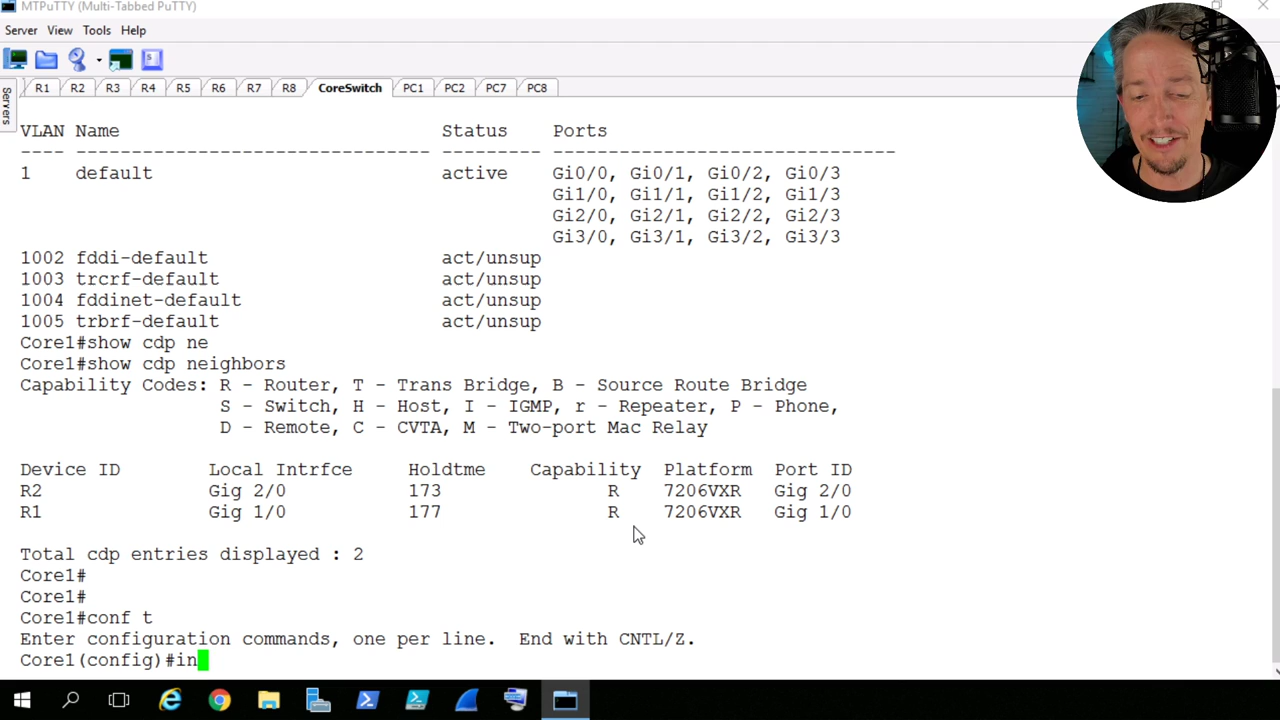 MTPuTTY (Multi-Tabbed PuTTY)
Server View Tools Help
R1 R2 R3 R4 R5 R6 R7 R8 CoreSwitch PC1 PC2 PC7 PC8
Servers
VLAN Name Status Ports
---- -------------------------------- --------- -------------------------------
1 default active Gi0/0, Gi0/1, Gi0/2, Gi0/3
Gi1/0, Gi1/1, Gi1/2, Gi1/3
Gi2/0, Gi2/1, Gi2/2, Gi2/3
Gi3/0, Gi3/1, Gi3/2, Gi3/3
1002 fddi-default act/unsup
1003 trcrf-default act/unsup
1004 fddinet-default act/unsup
1005 trbrf-default act/unsup
Core1#show cdp ne
Core1#show cdp neighbors
Capability Codes: R - Router, T - Trans Bridge, B - Source Route Bridge
S - Switch, H - Host, I - IGMP, r - Repeater, P - Phone,
D - Remote, C - CVTA, M - Two-port Mac Relay
Device ID Local Intrfce Holdtme Capability Platform Port ID
R2 Gig 2/0 173 R 7206VXR Gig 2/0
R1 Gig 1/0 177 R 7206VXR Gig 1/0
Total cdp entries displayed : 2
Core1#
Core1#
Core1#conf t
Enter configuration commands, one per line. End with CNTL/Z.
Core1(config)#in